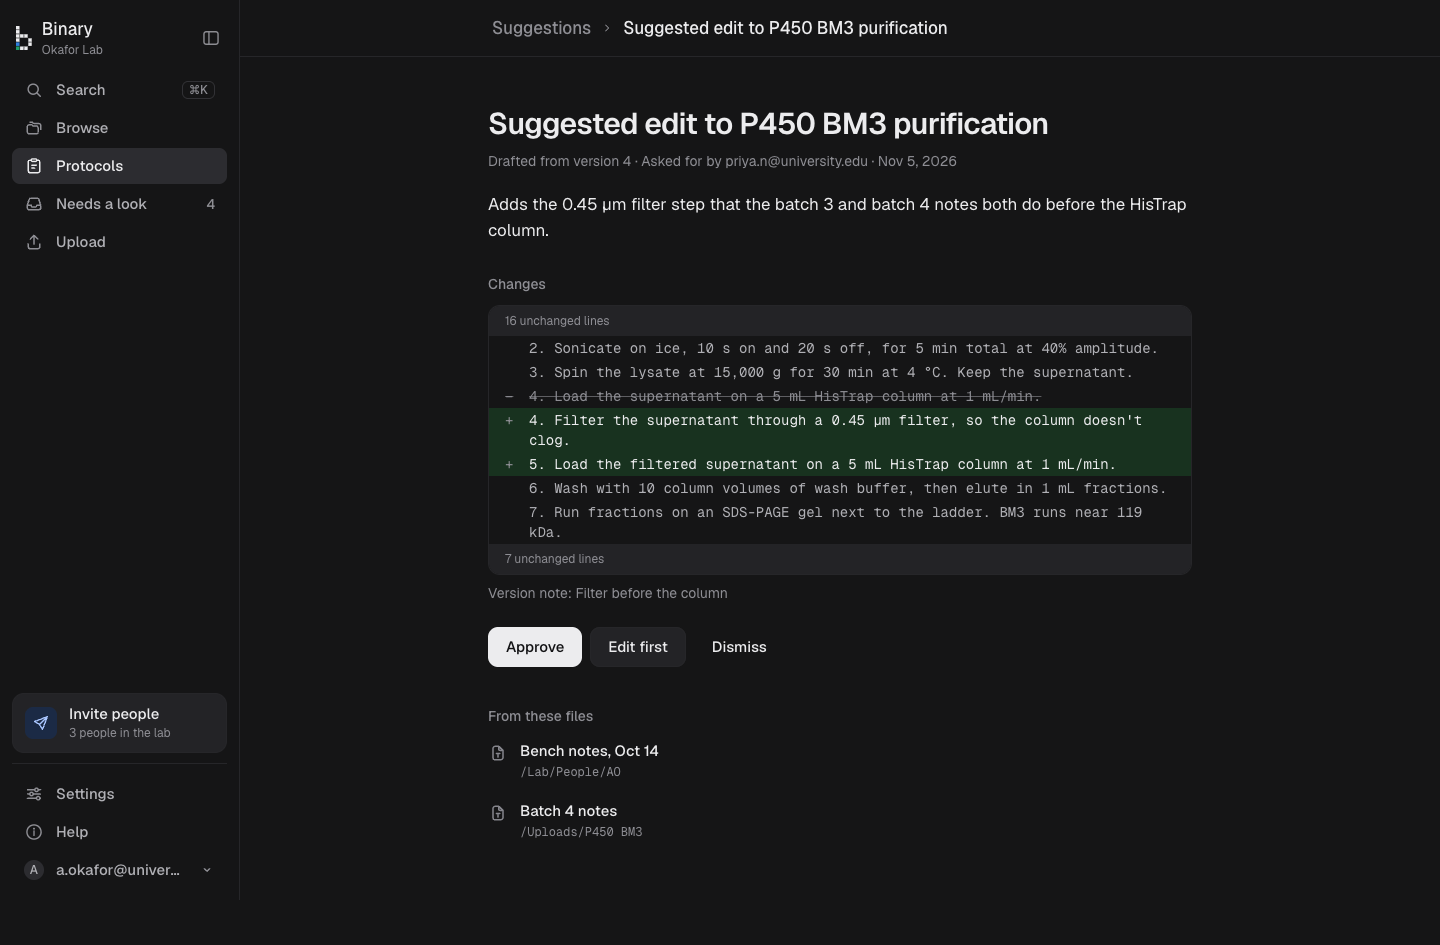 Binary
Okafor Lab
Search
⌘K
Browse
Protocols
Needs a look
4
Upload
Invite people
3 people in the lab
Settings
Help
A
a.okafor@univer...
Suggestions
Suggested edit to P450 BM3 purification
Suggested edit to P450 BM3 purification
Drafted from version 4 · Asked for by priya.n@university.edu · Nov 5, 2026
Adds the 0.45 µm filter step that the batch 3 and batch 4 notes both do before the HisTrap
column.
Changes
16 unchanged lines
2. Sonicate on ice, 10 s on and 20 s off, for 5 min total at 40% amplitude.
3. Spin the lysate at 15,000 g for 30 min at 4 °C. Keep the supernatant.
− 4. Load the supernatant on a 5 mL HisTrap column at 1 mL/min.
+ 4. Filter the supernatant through a 0.45 µm filter, so the column doesn't
clog.
+ 5. Load the filtered supernatant on a 5 mL HisTrap column at 1 mL/min.
6. Wash with 10 column volumes of wash buffer, then elute in 1 mL fractions.
7. Run fractions on an SDS-PAGE gel next to the ladder. BM3 runs near 119
kDa.
7 unchanged lines
Version note: Filter before the column
Approve
Edit first
Dismiss
From these files
Bench notes, Oct 14
/Lab/People/AO
Batch 4 notes
/Uploads/P450 BM3